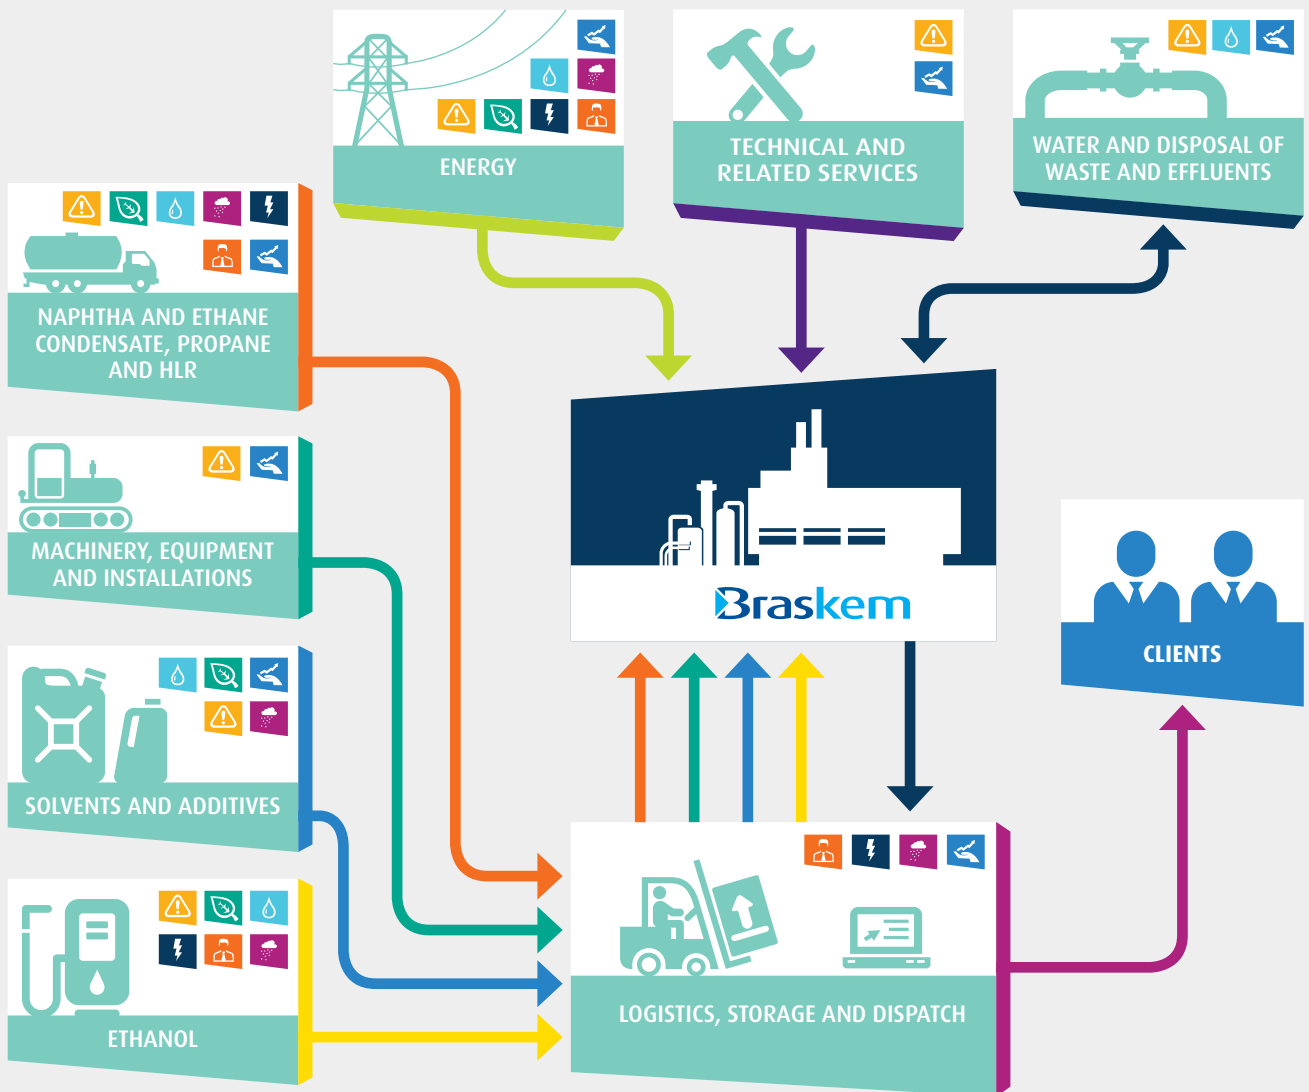 ENERGY
TECHNICAL AND
RELATED SERVICES
WATER AND DISPOSAL OF
WASTE AND EFFLUENTS
NAPHTHA AND ETHANE
CONDENSATE, PROPANE
AND HLR
MACHINERY, EQUIPMENT
AND INSTALLATIONS
Braskem
CLIENTS
SOLVENTS AND ADDITIVES
LOGISTICS, STORAGE AND DISPATCH
ETHANOL